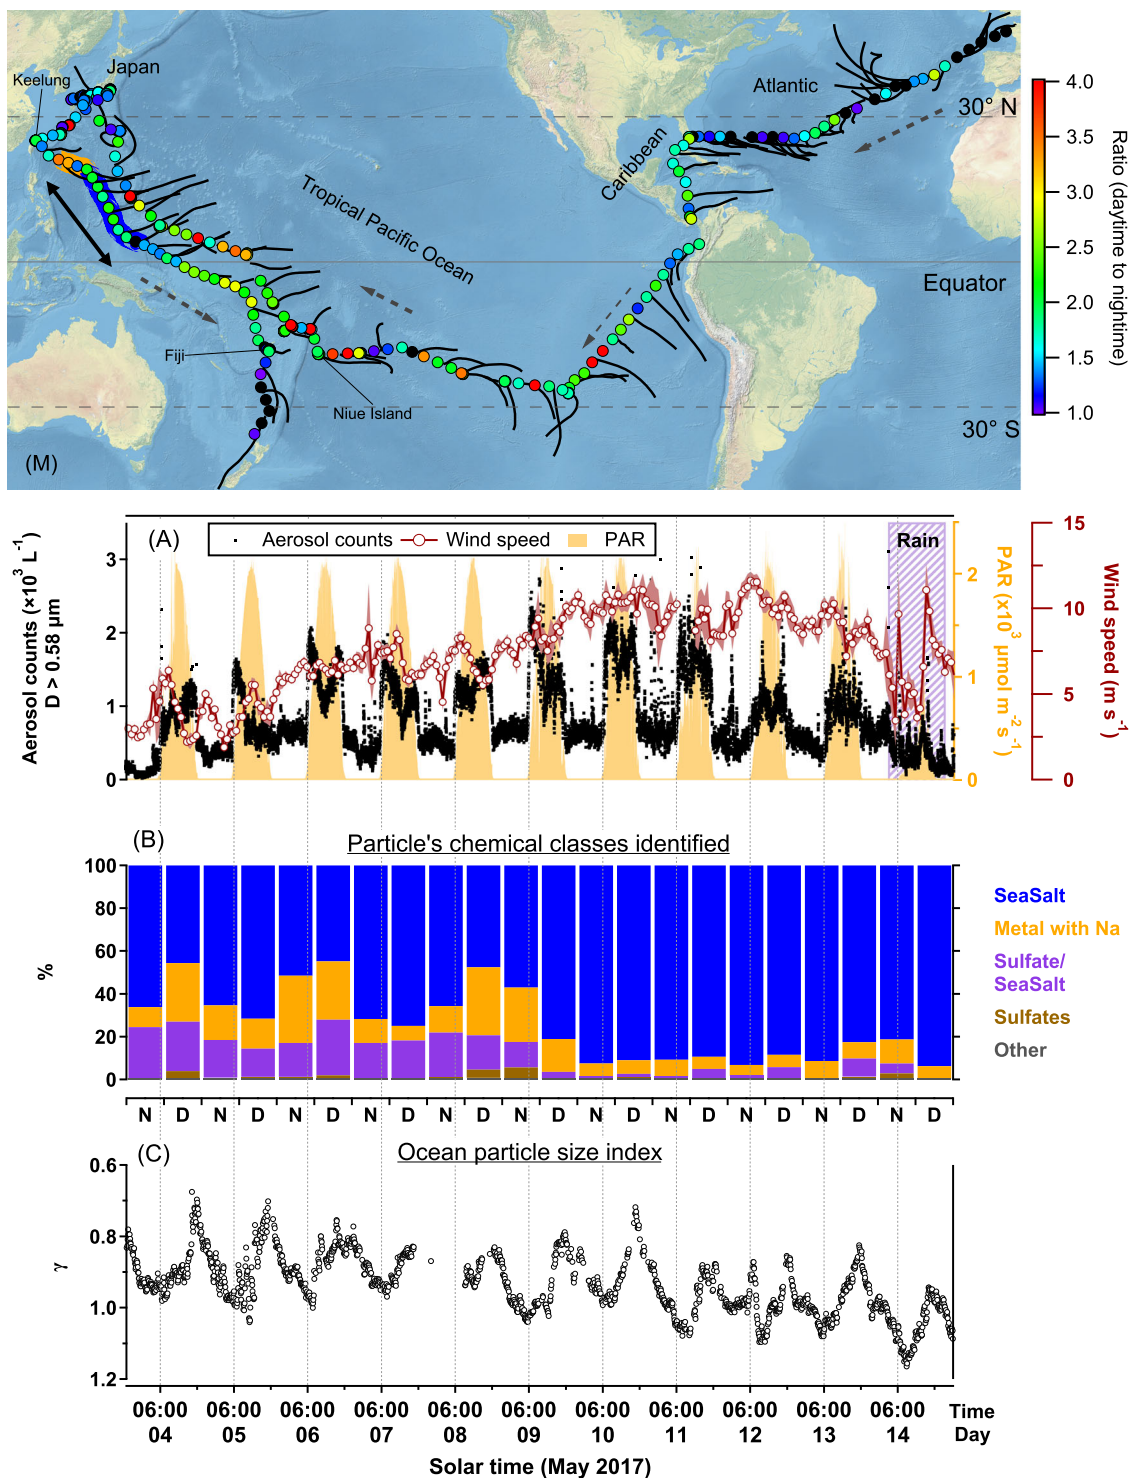 Keelung
Japan
Tropical Pacific Ocean
Fiji
Niue Island
Caribbean
Atlantic
30° N
Equator
30° S
(M)
4.0
3.5
3.0
2.5
2.0
1.5
1.0
Ratio (daytime to nighttime)
(A)
Aerosol counts
Wind speed
PAR
Rain
Aerosol counts (×10³ L⁻¹)
D > 0.58 µm
3
2
1
0
2
1
0
PAR (x10³ µmol m⁻² s⁻¹)
15
10
5
0
Wind speed (m s⁻¹)
(B)
Particle's chemical classes identified
100
80
60
40
20
0
%
SeaSalt
Metal with Na
Sulfate/
SeaSalt
Sulfates
Other
N D N D N D N D N D N D N D N D N D N D N D
(C)
Ocean particle size index
0.6
0.8
1.0
1.2
γ
06:00 06:00 06:00 06:00 06:00 06:00 06:00 06:00 06:00 06:00 06:00 Time
04 05 06 07 08 09 10 11 12 13 14 Day
Solar time (May 2017)